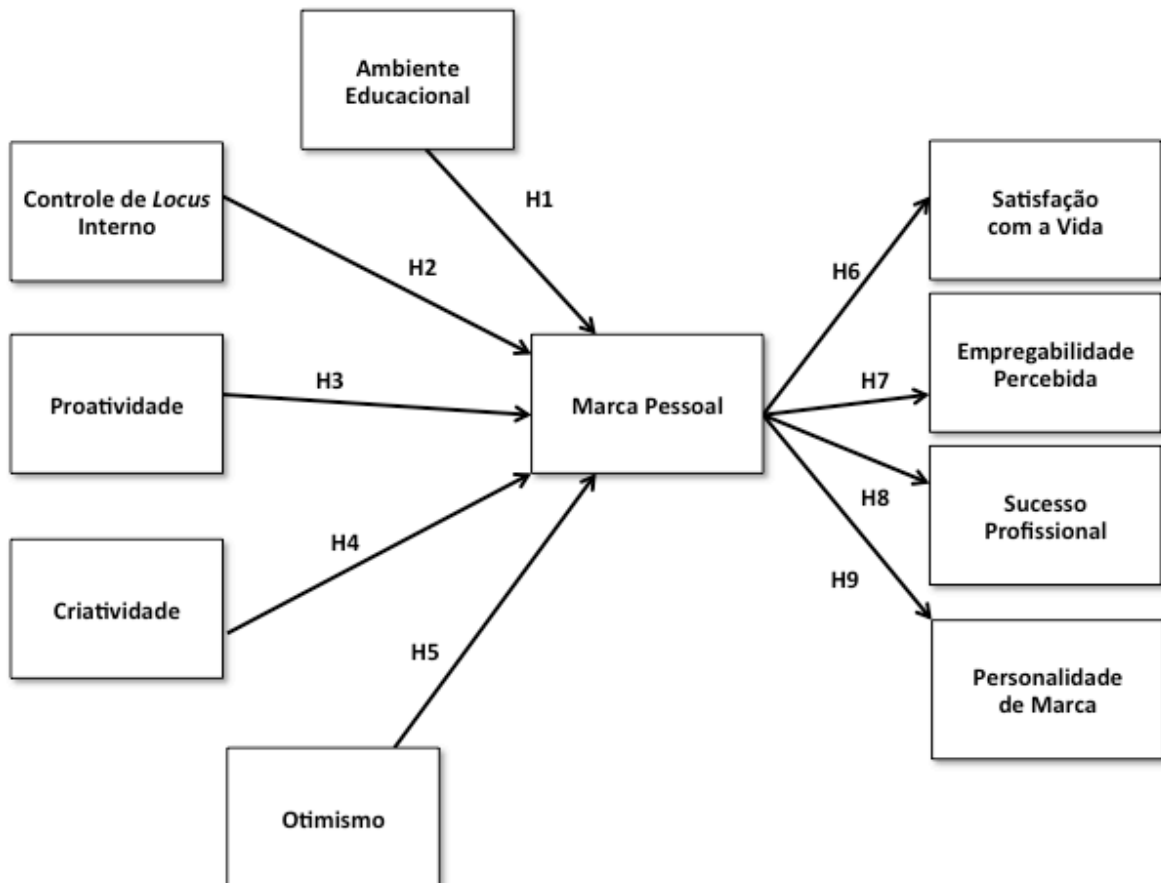 Ambiente
Educacional
H1
Controle de Locus
Interno
H2
Proatividade
H3
Criatividade
H4
Otimismo
H5
Marca Pessoal
H6
Satisfação
com a Vida
H7
Empregabilidade
Percebida
H8
Sucesso
Profissional
H9
Personalidade
de Marca